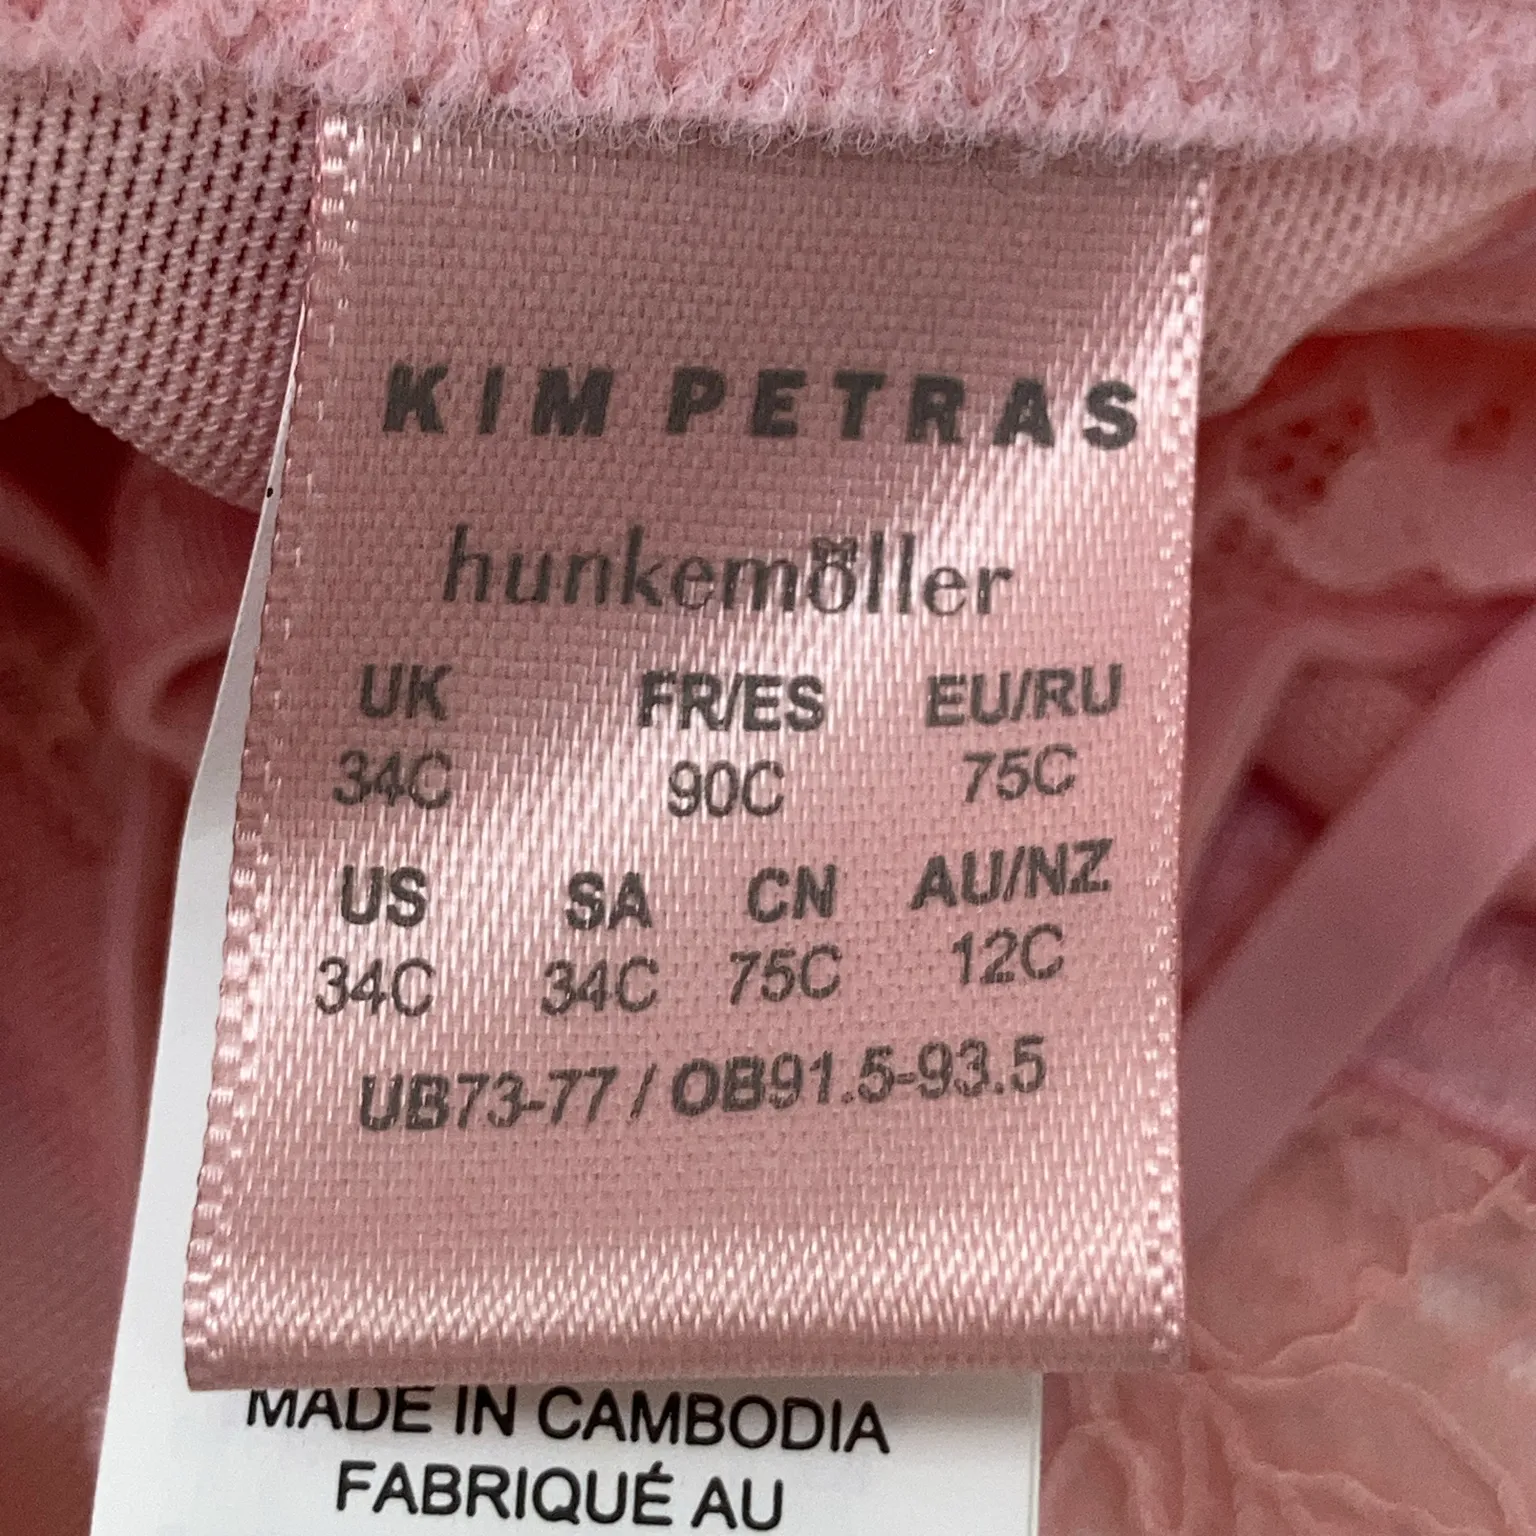 KIM PETRAS
hunkemöller
UK FR/ES EU/RU
34C 90C 75C
US SA CN AU/NZ
34C 34C 75C 12C
UB73-77 / OB91.5-93.5
MADE IN CAMBODIA
FABRIQUÉ AU